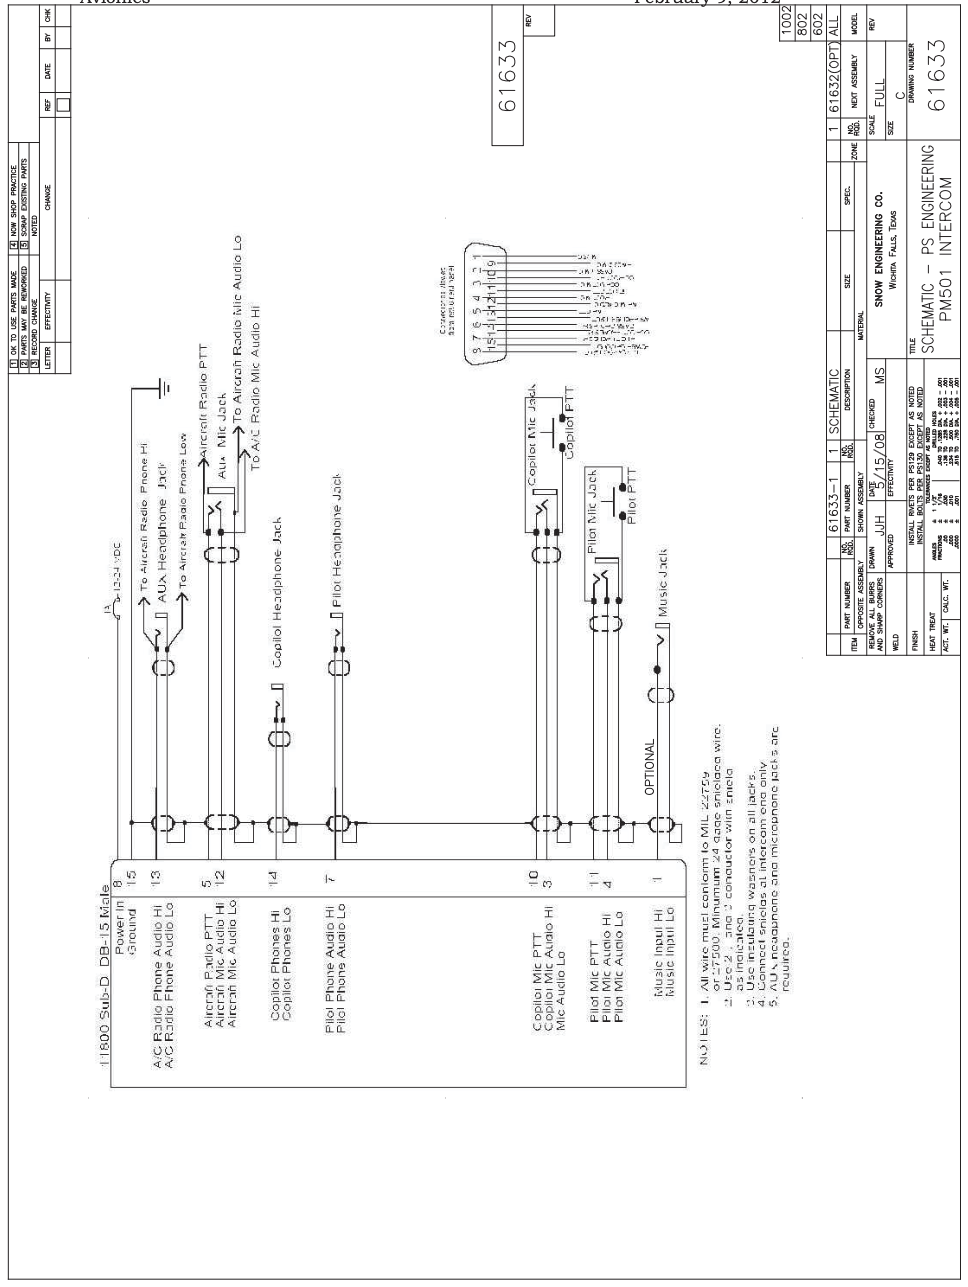 Avionics
February 9, 2012
1 OK TO USE PARTS MADE
2 PARTS MAY BE REWORKED
3 RECORD CHANGE
4 NOW SHOP PRACTICE
5 SCRAP EXISTING PARTS
NOTED
LETTER EFFECTIVITY CHANGE REF DATE BY CHK
61633
REV
11800 Sub-D DB-15 Male
Power In 8
Ground 15
A/C Radio Phone Audio Hi 13
A/C Radio Phone Audio Lo
Aircraft Radio PTT 5
Aircraft Mic Audio Hi 12
Aircraft Mic Audio Lo
Copilot Phones Hi 14
Copilot Phones Lo
Pilot Phone Audio Hi 7
Pilot Phone Audio Lo
Copilot Mic PTT 10
Copilot Mic Audio Hi 3
Mic Audio Lo
Pilot Mic PTT 11
Pilot Mic Audio Hi 4
Pilot Mic Audio Lo
Music Input Hi 1
Music Input Lo
12-24 VDC
To Aircraft Radio Phone Hi
AUX Headphone Jack
To Aircraft Radio Phone Low
Aircraft Radio PTT
Aux Mic Jack
To Aircraft Radio Mic Audio Lo
To A/C Radio Mic Audio Hi
Copilot Headphone Jack
Pilot Headphone Jack
Copilot Mic Jack
Copilot PTT
Pilot Mic Jack
Pilot PTT
OPTIONAL
Music Jack
8 7 6 5 4 3 2 1
15 14 13 12 11 10 9
NOTES: 1. All wire must conform to MIL 22759
or 27500. Minimum 24 gage shielded wire.
2. Use 2, and 3 conductor with shield
as indicated.
3. Use insulating washers on all jacks.
4. Connect shields at intercom end only
5. AUX headphone and microphone jacks are
required.
1002
802
602
1 61632(OPT) ALL
NO. RQD. NEXT ASSEMBLY MODEL
61633-1 1 SCHEMATIC
ITEM PART NUMBER NO. RQD. PART NUMBER NO. RQD. DESCRIPTION SIZE SPEC. ZONE
OPPOSITE ASSEMBLY SHOWN ASSEMBLY MATERIAL
REMOVE ALL BURRS
AND SHARP CORNERS
DRAWN JJH
DATE 5/15/08
CHECKED MS
SNOW ENGINEERING CO.
WICHITA FALLS, TEXAS
SCALE FULL
REV
WELD
APPROVED
EFFECTIVITY
SIZE C
FINISH
INSTALL RIVETS PER PS129 EXCEPT AS NOTED
INSTALL BOLTS PER PS130 EXCEPT AS NOTED
TITLE
SCHEMATIC - PS ENGINEERING
PM501 INTERCOM
DRAWING NUMBER
61633
HEAT TREAT
ACT. WT. CALC. WT.
TOLERANCES EXCEPT AS NOTED
ANGLES ± 1 1/2°
FRACTIONS ± 1/16
DRILLED HOLES